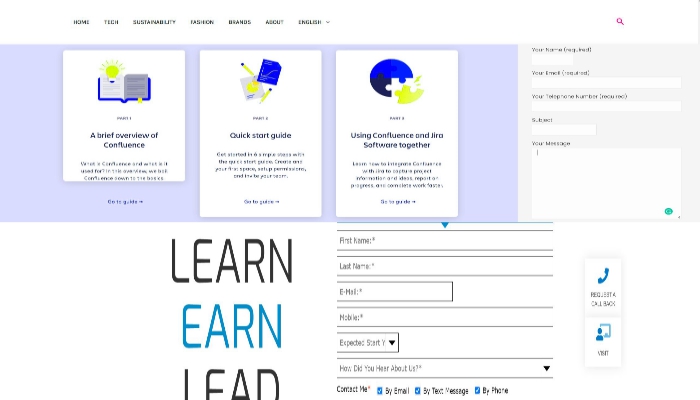 HOME TECH SUSTAINABILITY FASHION BRANDS ABOUT ENGLISH
PART 1
A brief overview of
Confluence
What is Confluence and what is it
used for? In this overview, we boil
Confluence down to the basics.
Go to guide →
PART 2
Quick start guide
Get started in 6 simple steps with
the quick start guide. Create and
your first space, setup permissions,
and invite your team.
Go to guide →
PART 3
Using Confluence and Jira
Software together
Learn how to integrate Confluence
with Jira to capture project
information and ideas, report on
progress, and complete work faster.
Go to guide →
Your Name (required)
Your Email (required)
Your Telephone Number (required)
Subject
Your Message
LEARN
EARN
LEAD
First Name:*
Last Name:*
E-Mail:*
Mobile:*
Expected Start Y
How Did You Hear About Us?*
Contact Me* By Email By Text Message By Phone
REQUEST A
CALL BACK
VISIT